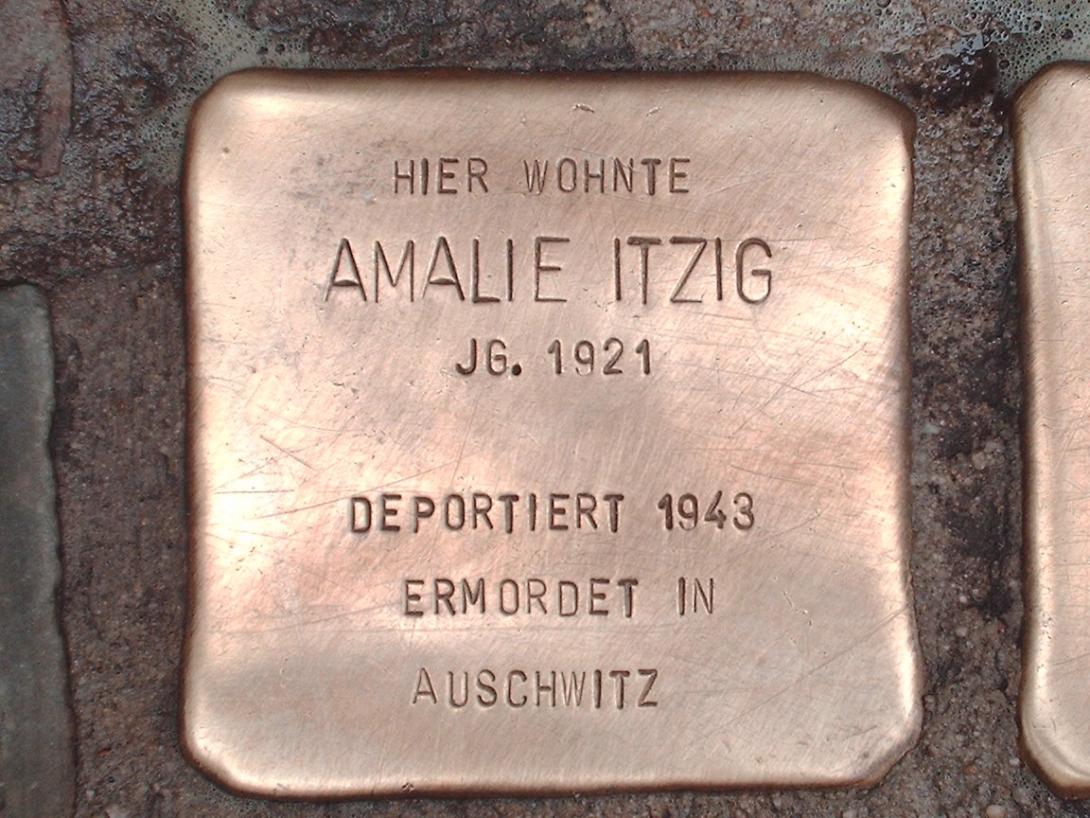 HIER WOHNTE
AMALIE ITZIG
JG. 1921
DEPORTIERT 1943
ERMORDET IN
AUSCHWITZ